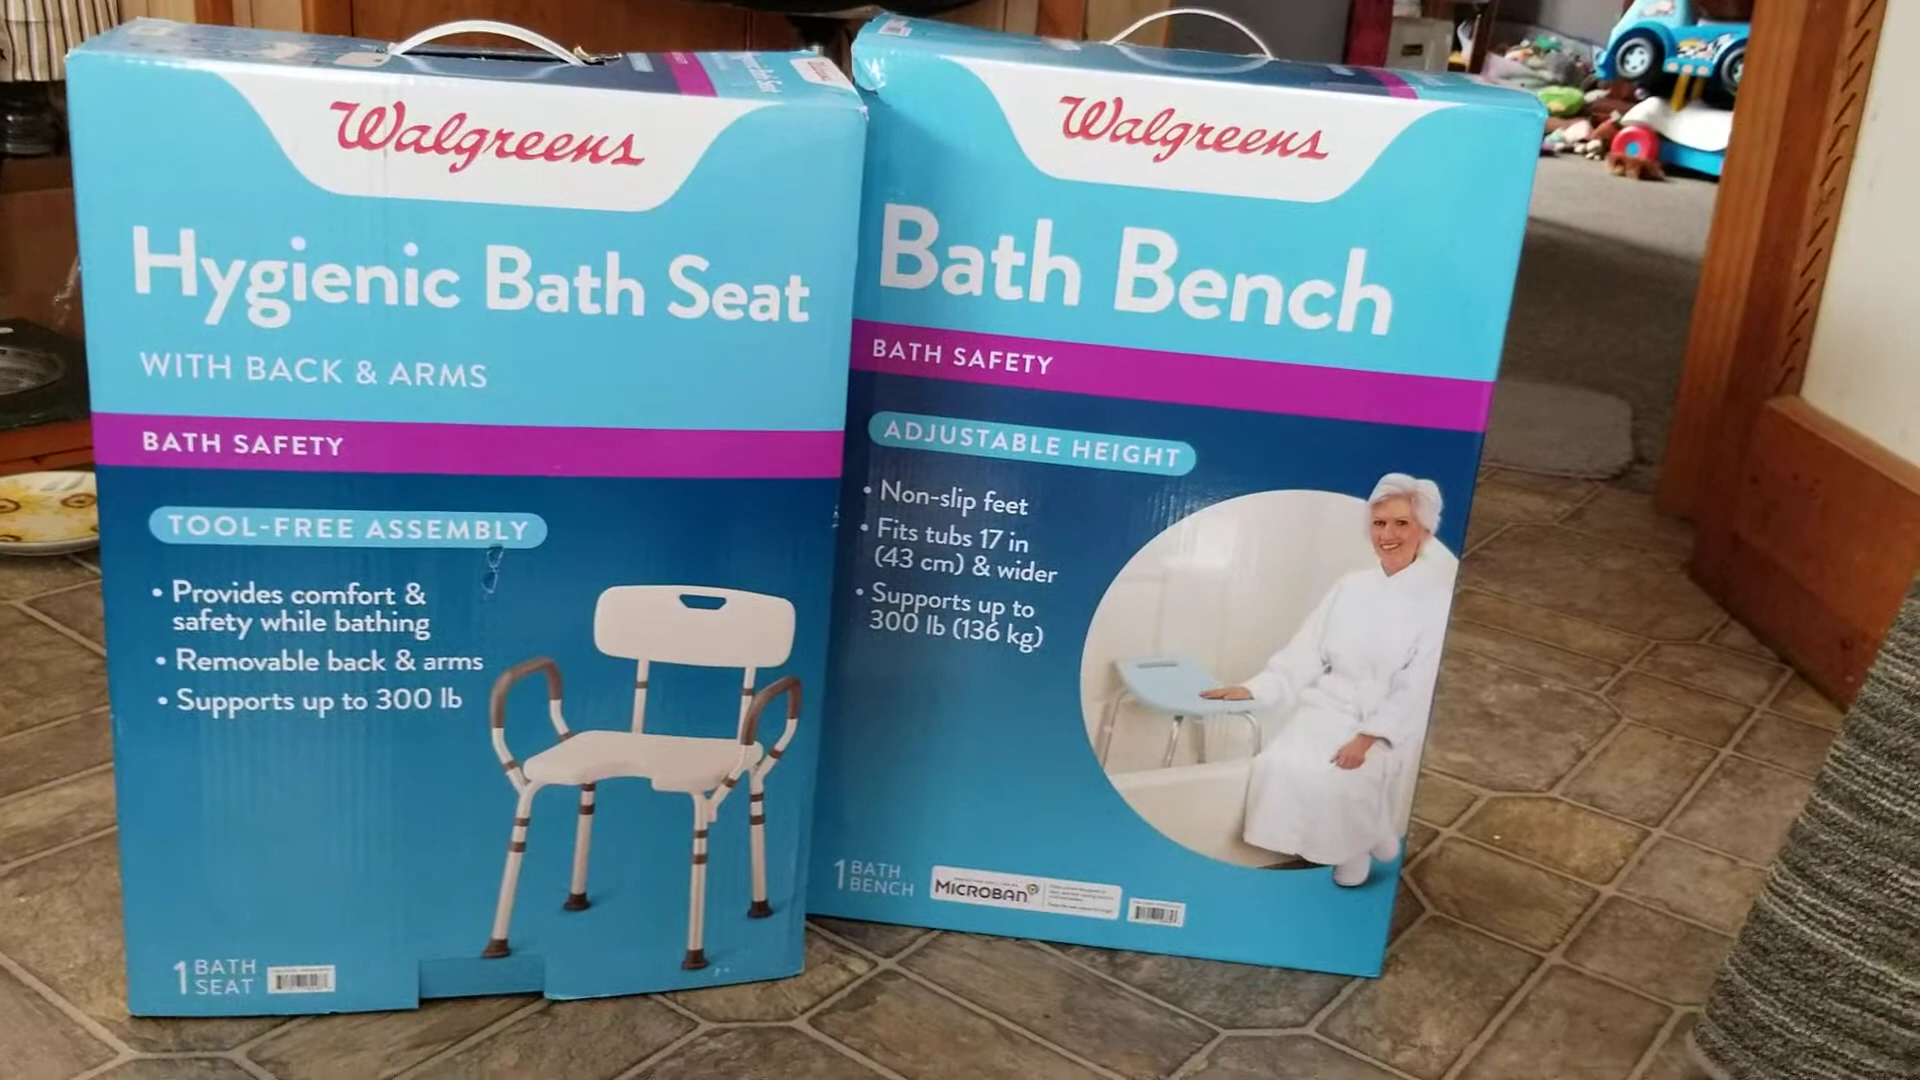 Walgreens
Hygienic Bath Seat
WITH BACK & ARMS
BATH SAFETY
TOOL-FREE ASSEMBLY
• Provides comfort &
safety while bathing
• Removable back & arms
• Supports up to 300 lb
1 BATH
SEAT
Walgreens
Bath Bench
BATH SAFETY
ADJUSTABLE HEIGHT
• Non-slip feet
• Fits tubs 17 in
(43 cm) & wider
• Supports up to
300 lb (136 kg)
1 BATH
BENCH
MICROBAN